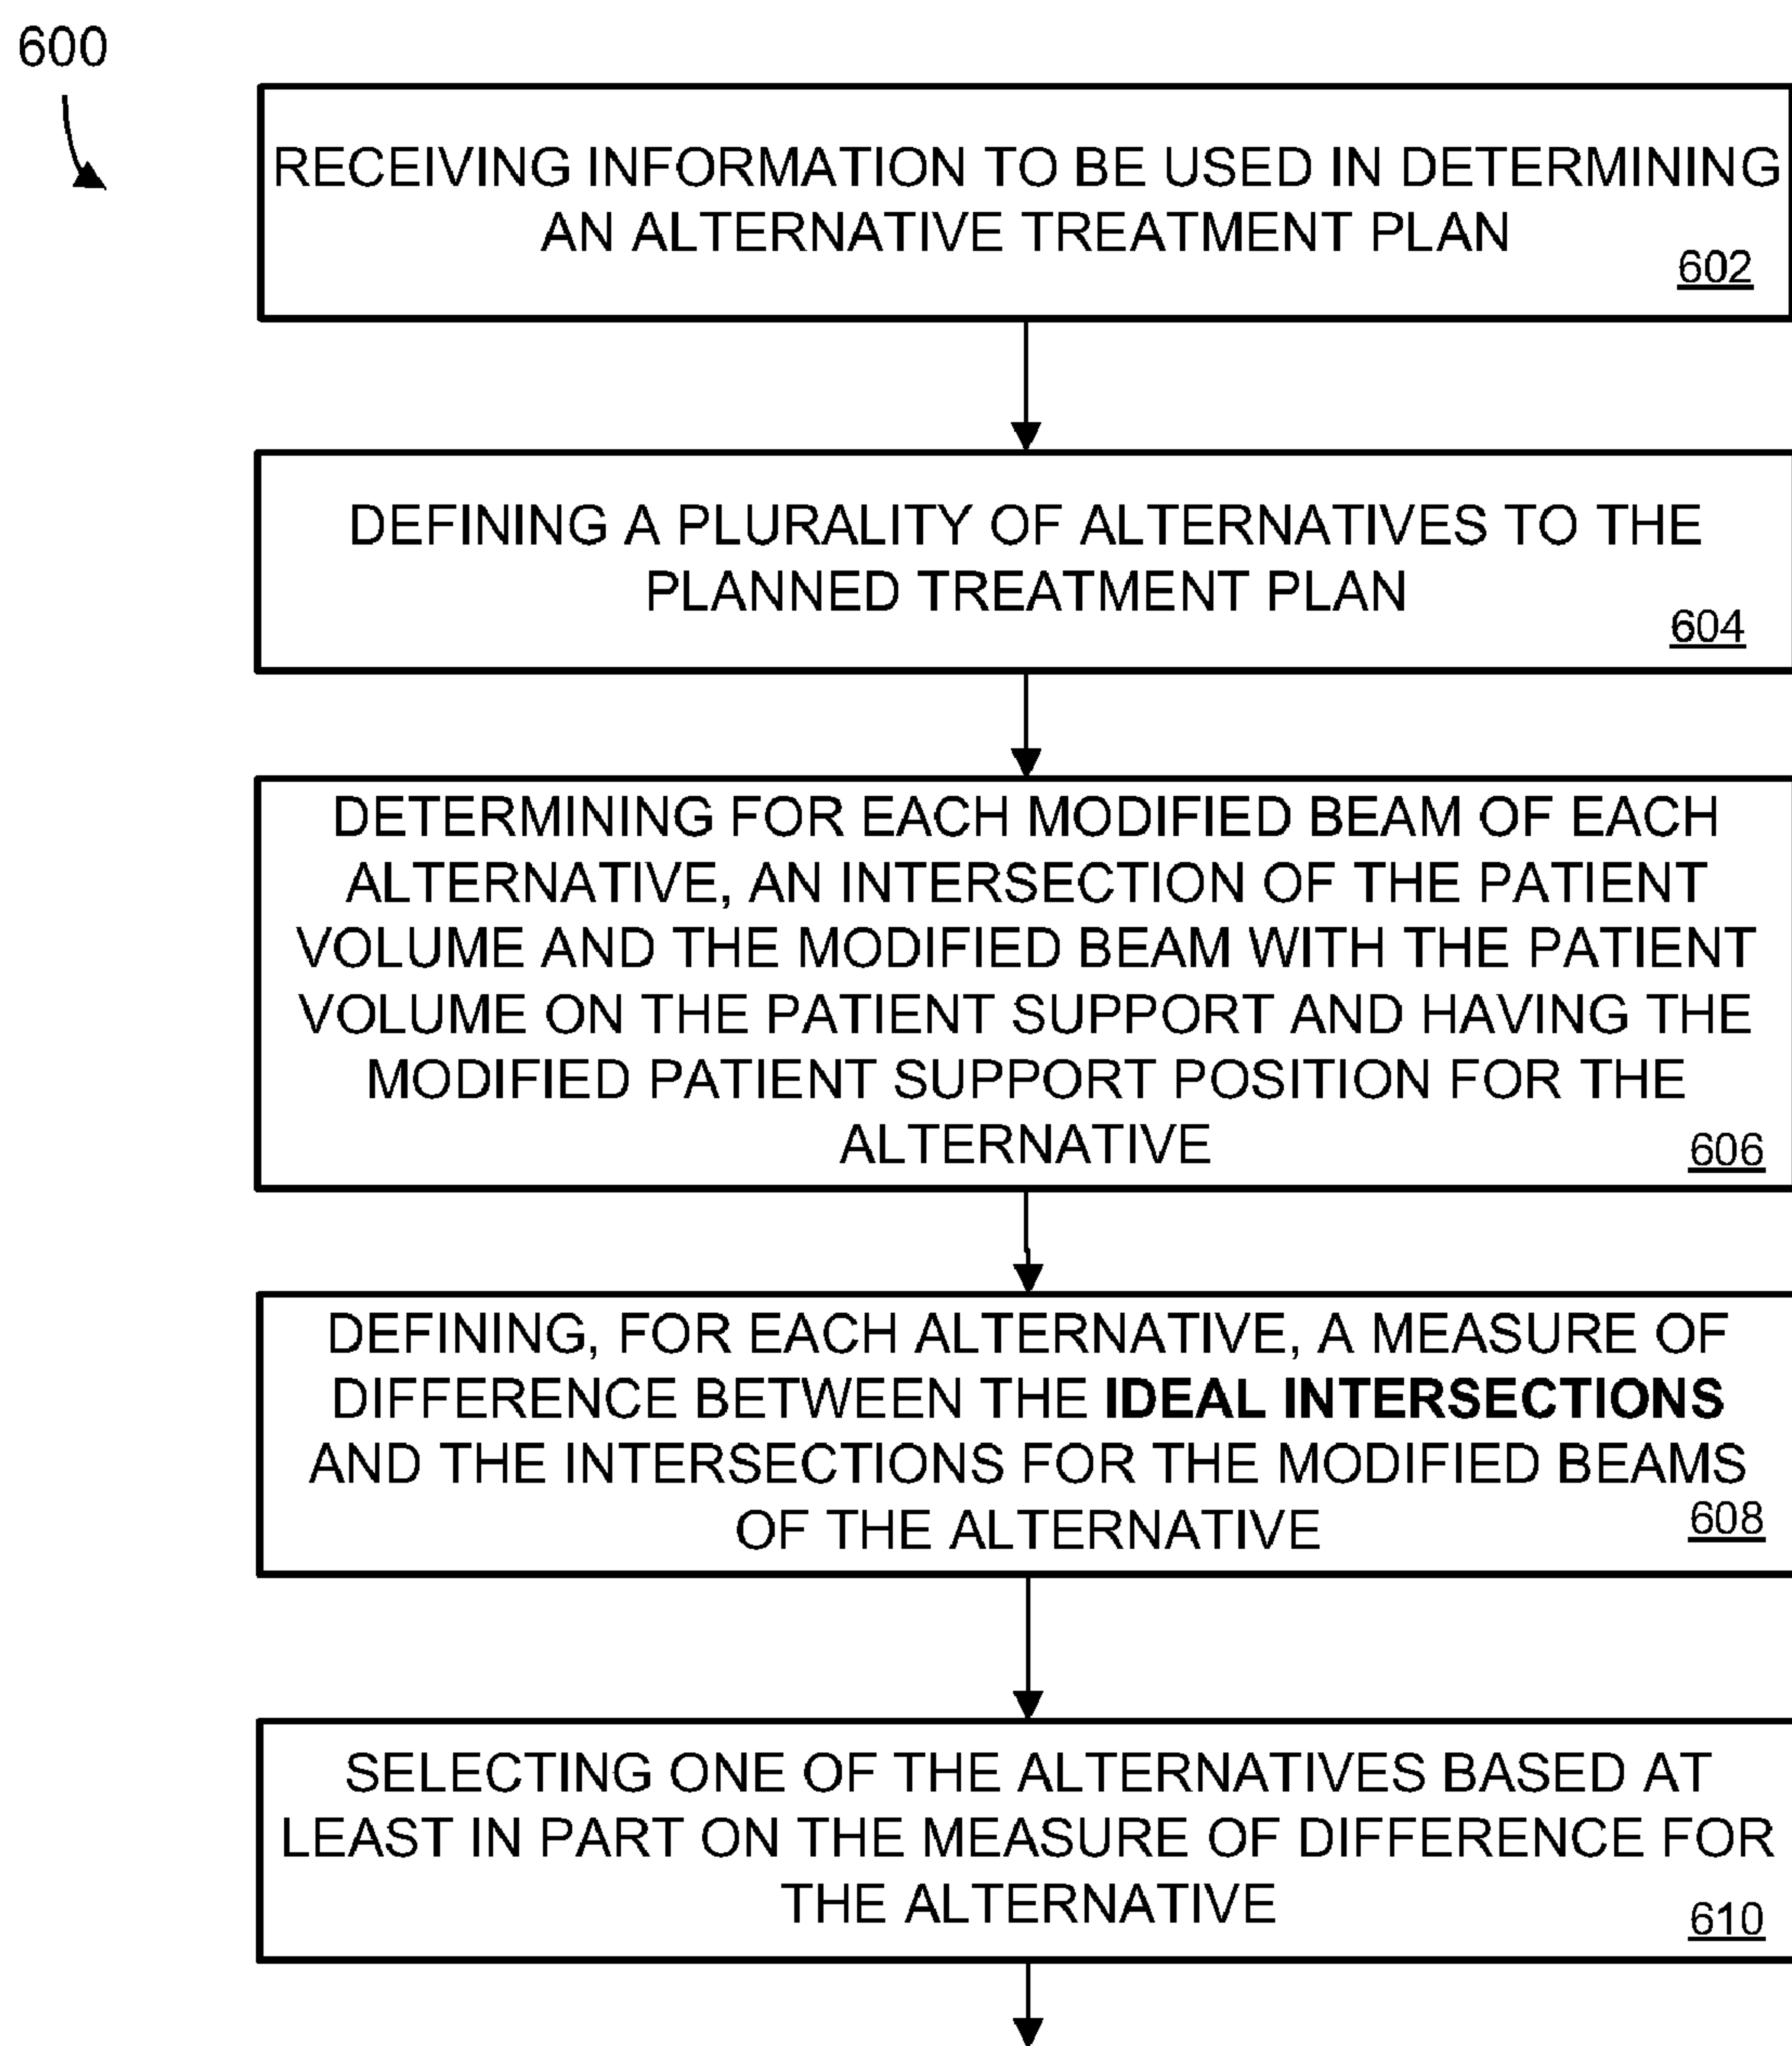 600
RECEIVING INFORMATION TO BE USED IN DETERMINING
AN ALTERNATIVE TREATMENT PLAN
602
DEFINING A PLURALITY OF ALTERNATIVES TO THE
PLANNED TREATMENT PLAN
604
DETERMINING FOR EACH MODIFIED BEAM OF EACH
ALTERNATIVE, AN INTERSECTION OF THE PATIENT
VOLUME AND THE MODIFIED BEAM WITH THE PATIENT
VOLUME ON THE PATIENT SUPPORT AND HAVING THE
MODIFIED PATIENT SUPPORT POSITION FOR THE
ALTERNATIVE
606
DEFINING, FOR EACH ALTERNATIVE, A MEASURE OF
DIFFERENCE BETWEEN THE IDEAL INTERSECTIONS
AND THE INTERSECTIONS FOR THE MODIFIED BEAMS
OF THE ALTERNATIVE
608
SELECTING ONE OF THE ALTERNATIVES BASED AT
LEAST IN PART ON THE MEASURE OF DIFFERENCE FOR
THE ALTERNATIVE
610